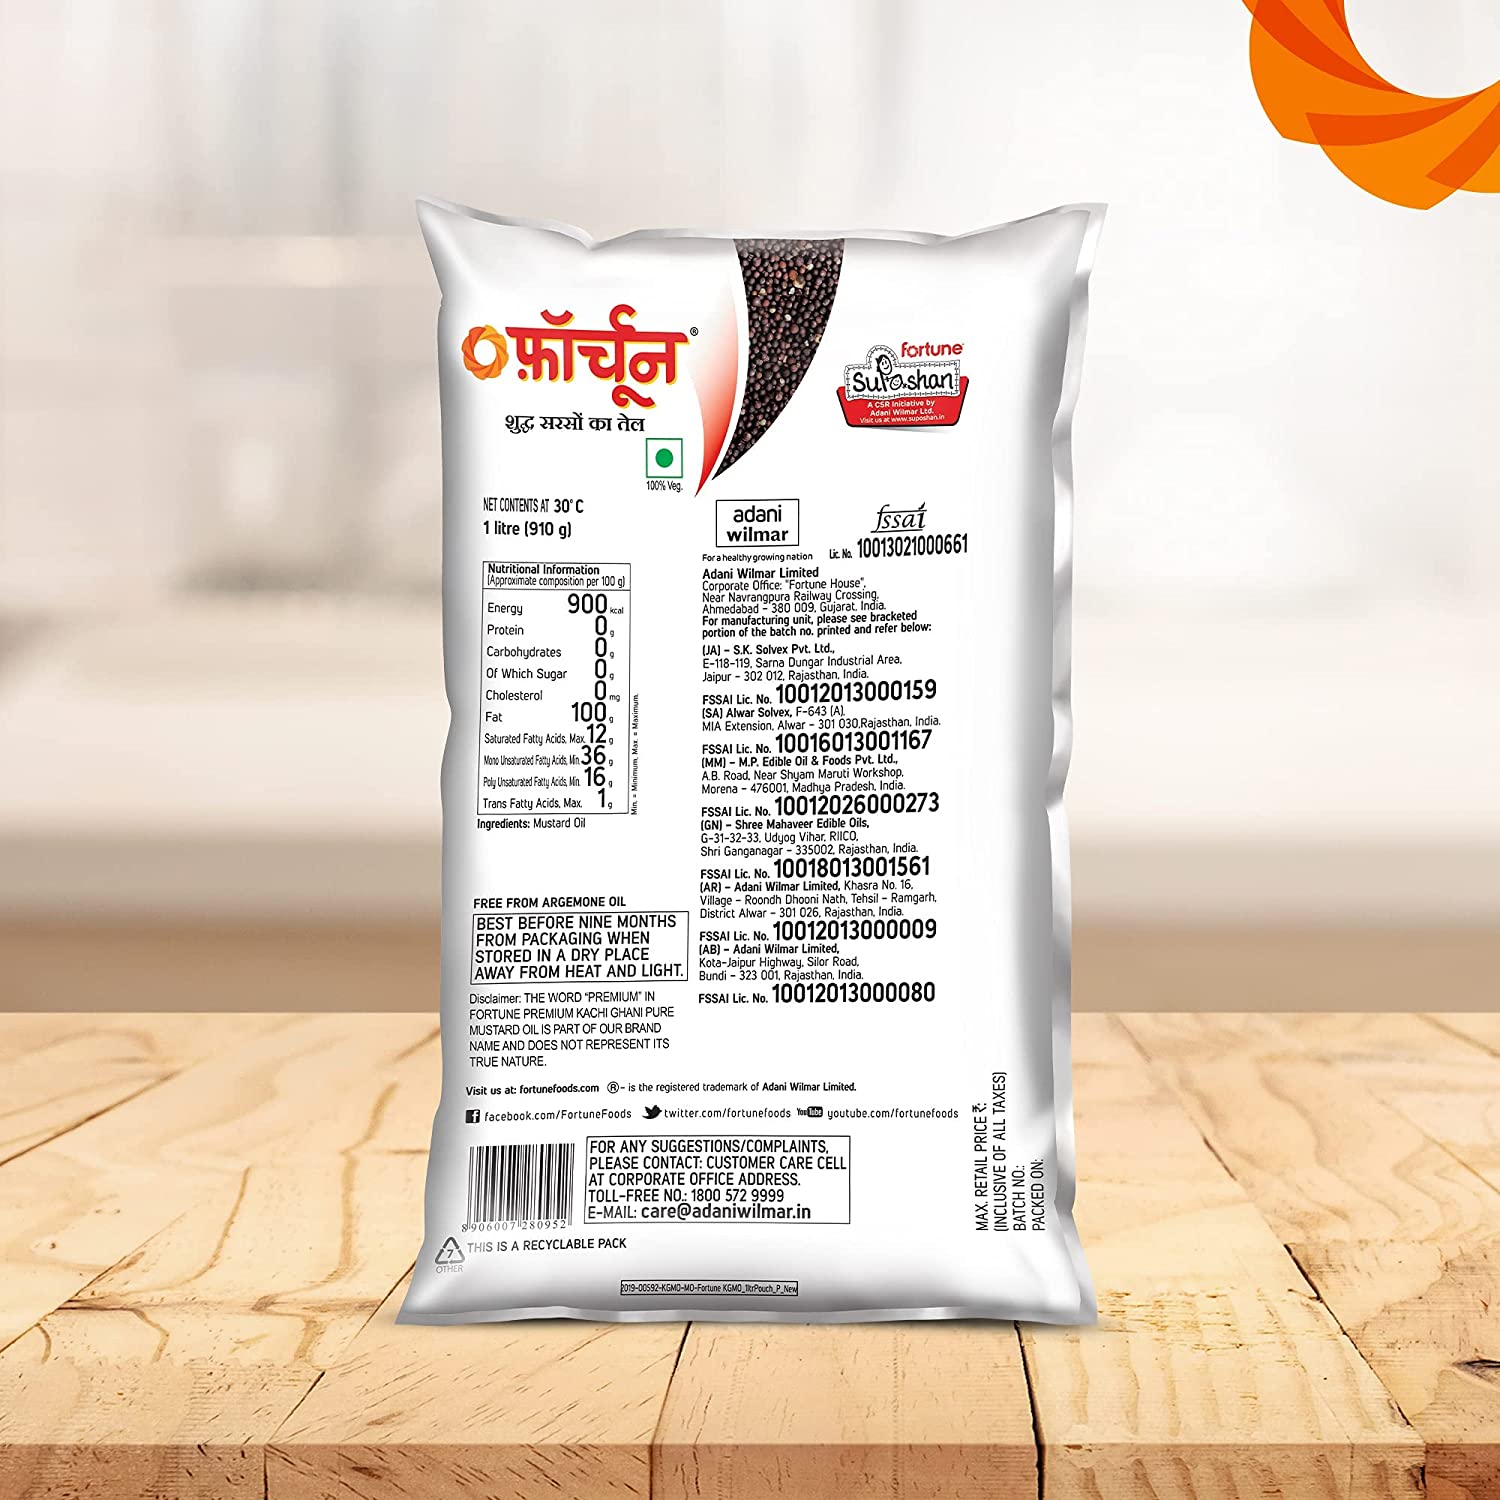 फ़ॉर्चून®
शुद्ध सरसों का तेल
100% Veg.
fortune
Suposhan
A CSR Initiative by
Adani Wilmar Ltd.
Visit us at www.suposhan.in
NET CONTENTS AT 30°C
1 litre (910 g)
Nutritional Information
(Approximate composition per 100 g)
Energy 900 kcal
Protein 0 g
Carbohydrates 0 g
Of Which Sugar 0 g
Cholesterol 0 mg
Fat 100 g
Saturated Fatty Acids, Max. 12 g
Mono Unsaturated Fatty Acids, Min. 36 g
Poly Unsaturated Fatty Acids, Min. 16 g
Trans Fatty Acids, Max. 1 g
Min. = Minimum, Max. = Maximum.
Ingredients: Mustard Oil
FREE FROM ARGEMONE OIL
BEST BEFORE NINE MONTHS
FROM PACKAGING WHEN
STORED IN A DRY PLACE
AWAY FROM HEAT AND LIGHT.
Disclaimer: THE WORD “PREMIUM” IN
FORTUNE PREMIUM KACHI GHANI PURE
MUSTARD OIL IS PART OF OUR BRAND
NAME AND DOES NOT REPRESENT ITS
TRUE NATURE.
adani
wilmar
For a healthy growing nation
fssai
Lic. No. 10013021000661
Adani Wilmar Limited
Corporate Office: "Fortune House",
Near Navrangpura Railway Crossing,
Ahmedabad - 380 009, Gujarat, India.
For manufacturing unit, please see bracketed
portion of the batch no. printed and refer below:
(JA) - S.K. Solvex Pvt. Ltd.,
E-118-119, Sarna Dungar Industrial Area,
Jaipur - 302 012, Rajasthan, India.
FSSAI Lic. No. 10012013000159
(SA) Alwar Solvex, F-643 (A),
MIA Extension, Alwar - 301 030,Rajasthan, India.
FSSAI Lic. No. 10016013001167
(MM) - M.P. Edible Oil & Foods Pvt. Ltd.,
A.B. Road, Near Shyam Maruti Workshop,
Morena - 476001, Madhya Pradesh, India.
FSSAI Lic. No. 10012026000273
(GN) - Shree Mahaveer Edible Oils,
G-31-32-33, Udyog Vihar, RIICO,
Shri Ganganagar - 335002, Rajasthan, India.
FSSAI Lic. No. 10018013001561
(AR) - Adani Wilmar Limited, Khasra No. 16,
Village - Roondh Dhooni Nath, Tehsil - Ramgarh,
District Alwar - 301 026, Rajasthan, India.
FSSAI Lic. No. 10012013000009
(AB) - Adani Wilmar Limited,
Kota-Jaipur Highway, Silor Road,
Bundi - 323 001, Rajasthan, India.
FSSAI Lic. No. 10012013000080
Visit us at: fortunefoods.com ®- is the registered trademark of Adani Wilmar Limited.
facebook.com/FortuneFoods twitter.com/fortunefoods YouTube youtube.com/fortunefoods
8 906007 280952
FOR ANY SUGGESTIONS/COMPLAINTS,
PLEASE CONTACT: CUSTOMER CARE CELL
AT CORPORATE OFFICE ADDRESS.
TOLL-FREE NO.: 1800 572 9999
E-MAIL: care@adaniwilmar.in
MAX. RETAIL PRICE ₹:
(INCLUSIVE OF ALL TAXES)
BATCH NO.:
PACKED ON:
7
OTHER
THIS IS A RECYCLABLE PACK
2019-00592-KGMO-MO-Fortune KGMO_1ltrPouch_P_New